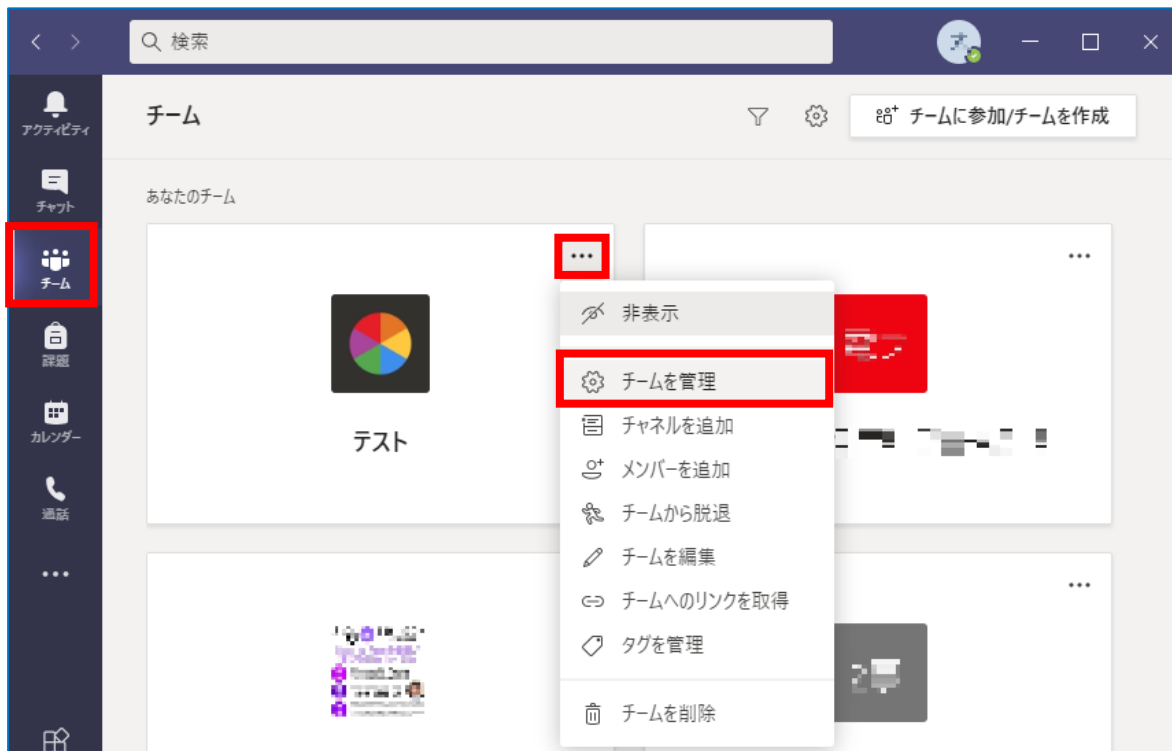 検索
アクティビティ
チャット
チーム
課題
カレンダー
通話
チーム
チームに参加/チームを作成
あなたのチーム
テスト
非表示
チームを管理
チャネルを追加
メンバーを追加
チームから脱退
チームを編集
チームへのリンクを取得
タグを管理
チームを削除